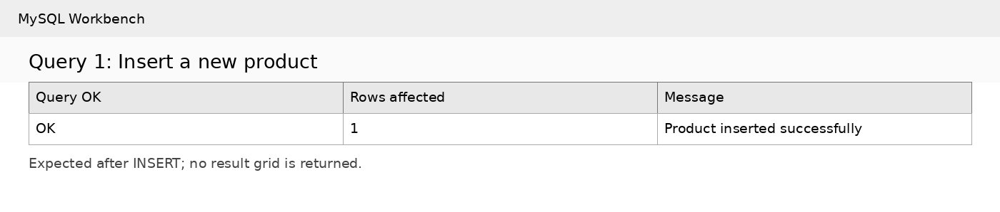 MySQL Workbench
Query 1: Insert a new product
Query OK Rows affected Message
OK 1 Product inserted successfully
Expected after INSERT; no result grid is returned.